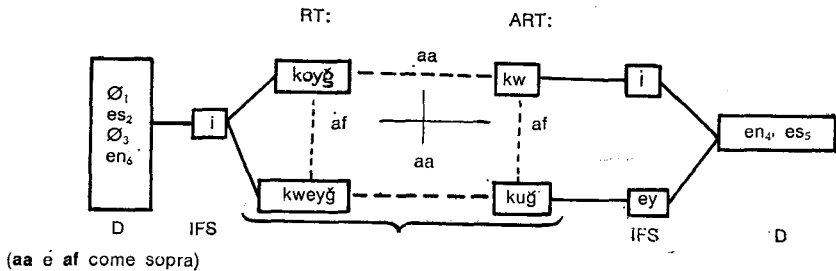 RT: ART:
koyğ aa kw i
Ø₁
es₂
Ø₃
en₆
i af af en₄, es₅
aa
kweyğ kuğ ey
D IFS IFS D
(aa e af come sopra)